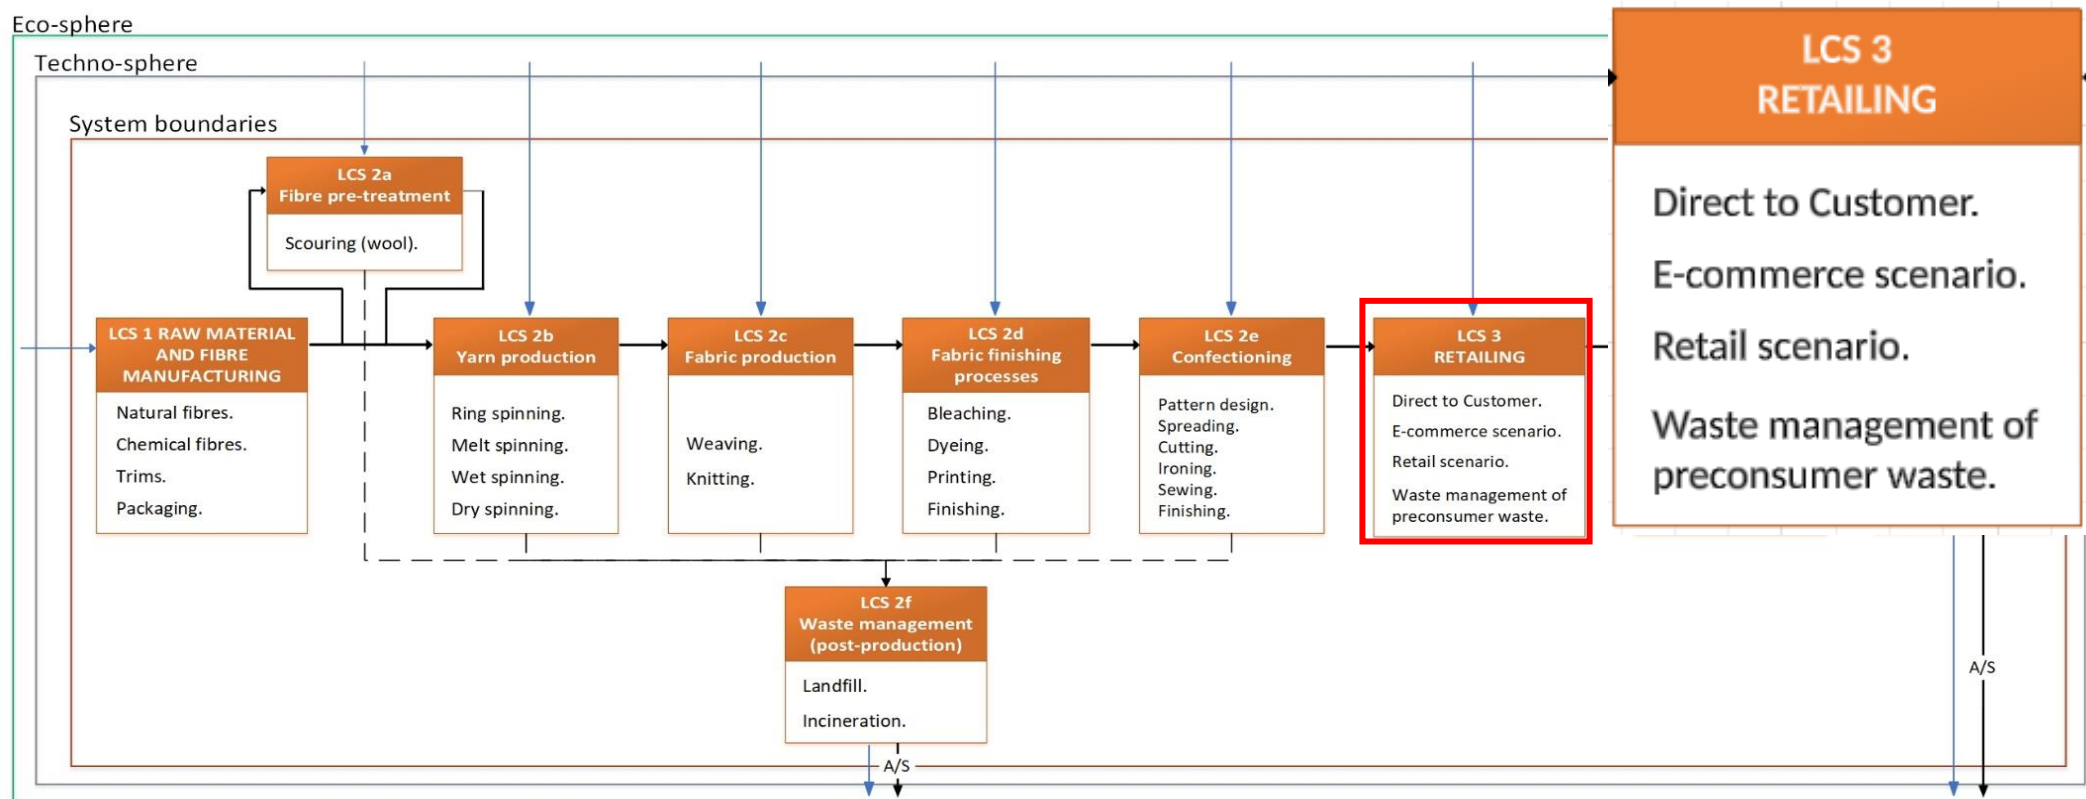 Eco-sphere
Techno-sphere
System boundaries
LCS 2a
Fibre pre-treatment
Scouring (wool).
LCS 1 RAW MATERIAL
AND FIBRE
MANUFACTURING
Natural fibres.
Chemical fibres.
Trims.
Packaging.
LCS 2b
Yarn production
Ring spinning.
Melt spinning.
Wet spinning.
Dry spinning.
LCS 2c
Fabric production
Weaving.
Knitting.
LCS 2d
Fabric finishing
processes
Bleaching.
Dyeing.
Printing.
Finishing.
LCS 2e
Confectioning
Pattern design.
Spreading.
Cutting.
Ironing.
Sewing.
Finishing.
LCS 3
RETAILING
Direct to Customer.
E-commerce scenario.
Retail scenario.
Waste management of
preconsumer waste.
LCS 3
RETAILING
Direct to Customer.
E-commerce scenario.
Retail scenario.
Waste management of
preconsumer waste.
LCS 2f
Waste management
(post-production)
Landfill.
Incineration.
A/S
A/S